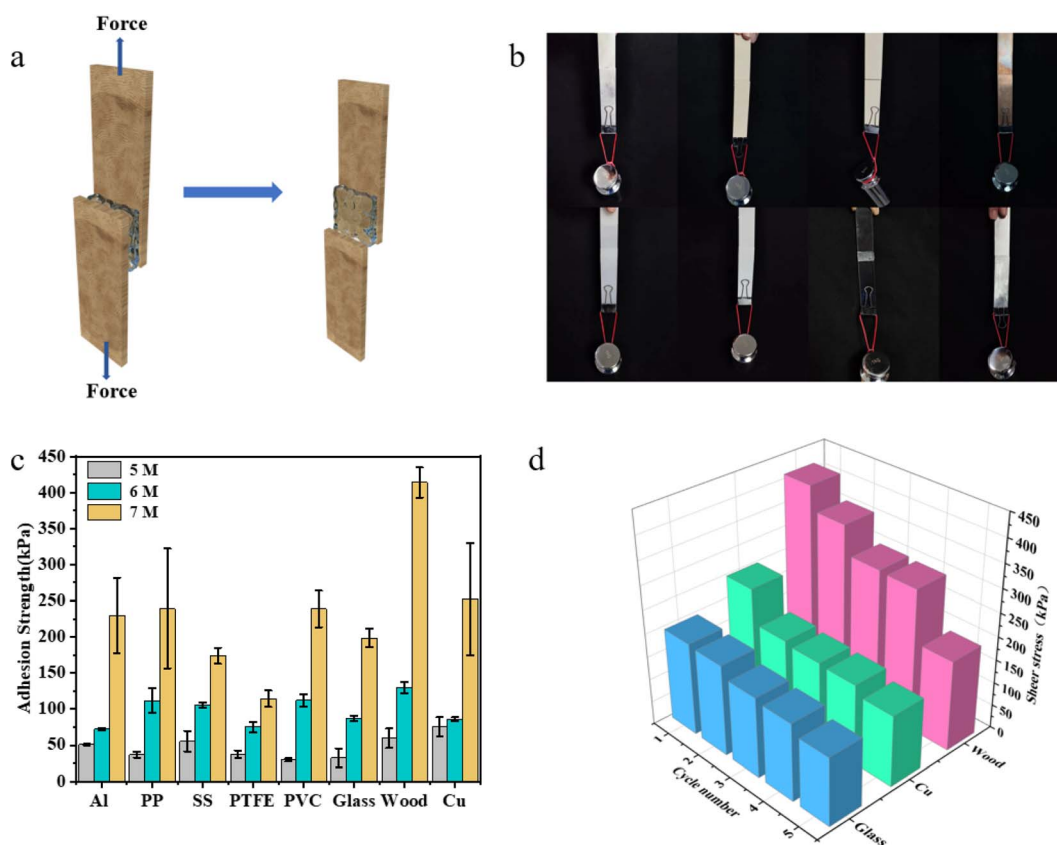 a
Force
Force
b
c
Adhesion Strength(kPa)
450
400
350
300
250
200
150
100
50
0
5 M
6 M
7 M
Al PP SS PTFE PVC Glass Wood Cu
d
450
400
350
300
250
200
150
100
50
0
Sheer stress (kPa)
1
2
3
4
5
Cycle number
Glass
Cu
Wood